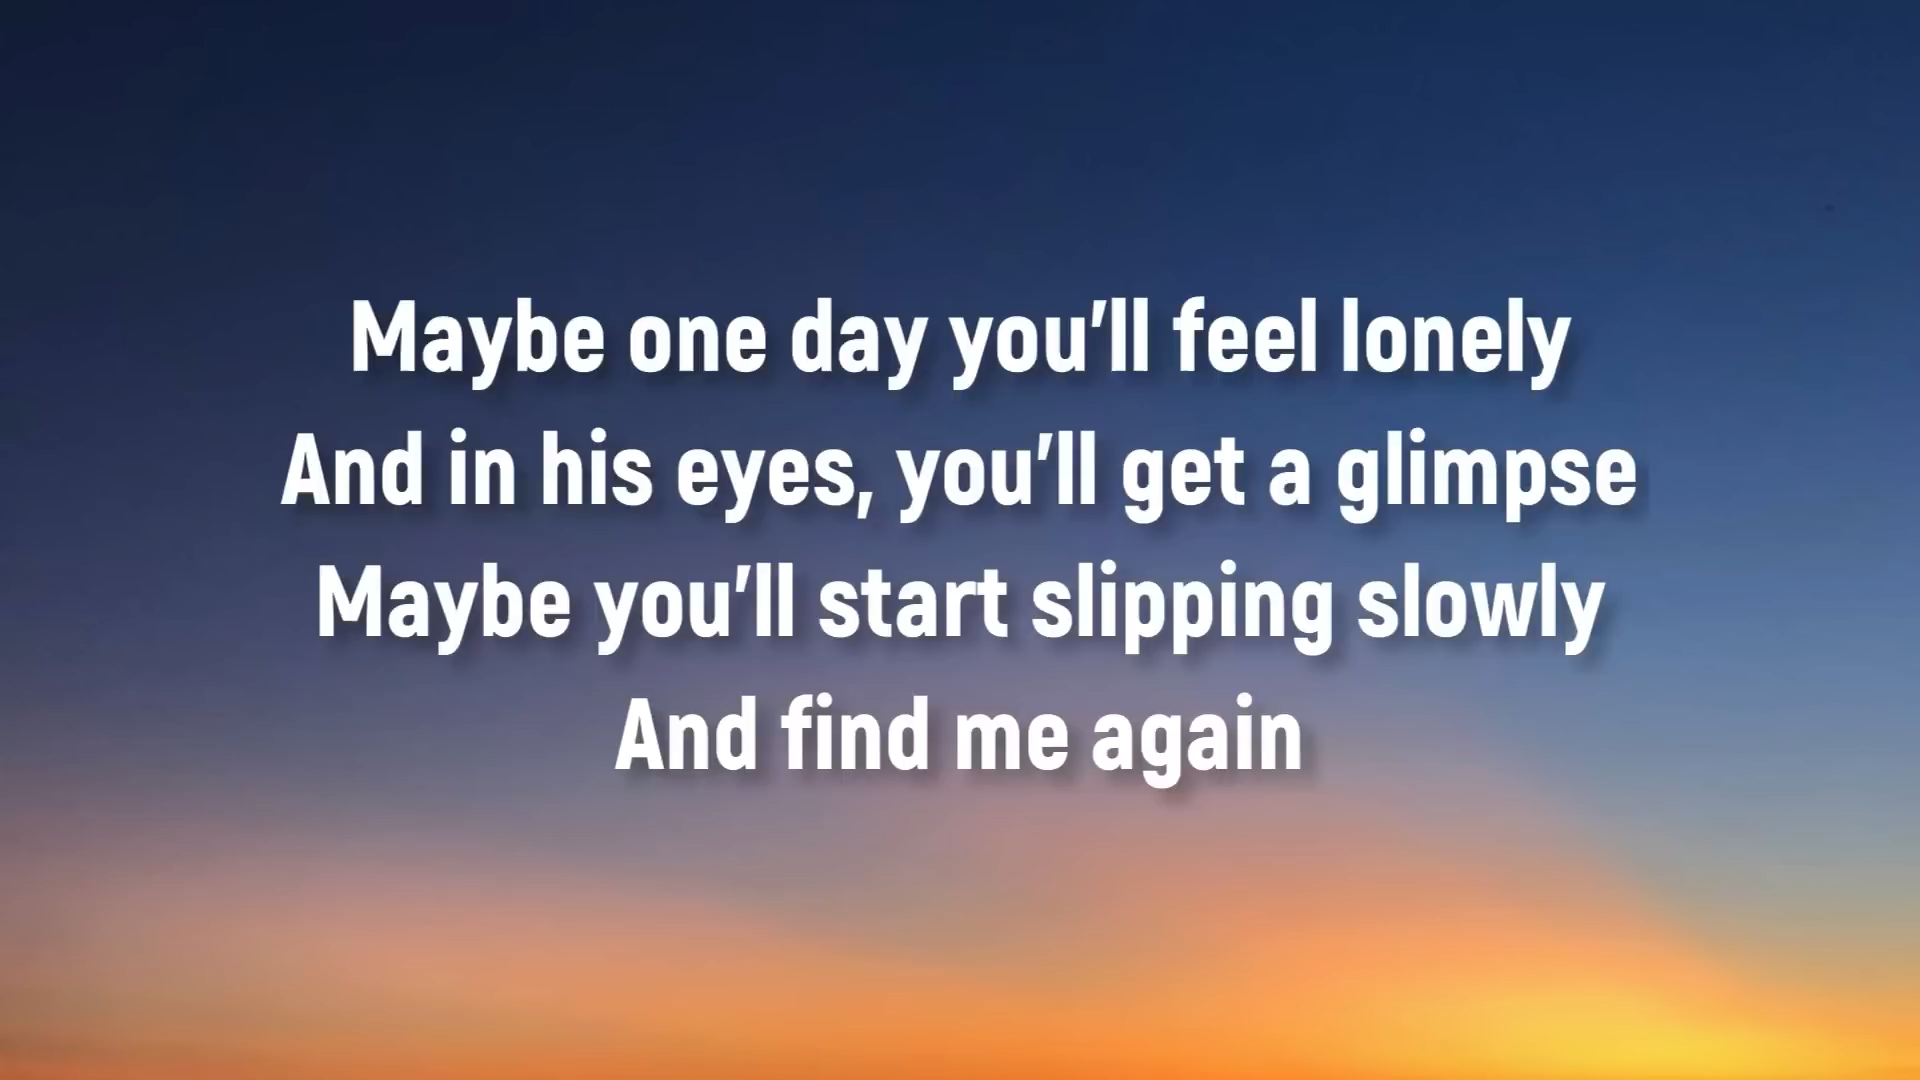 Maybe one day you’ll feel lonely
And in his eyes, you’ll get a glimpse
Maybe you’ll start slipping slowly
And find me again